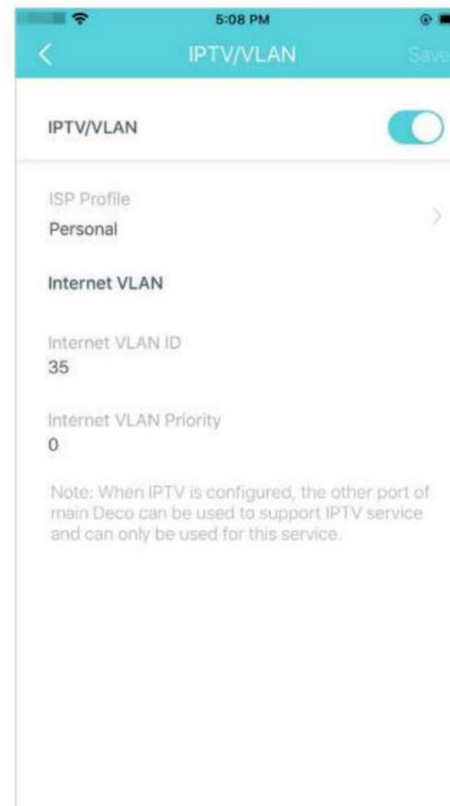 5:08 PM
IPTV/VLAN
Save
IPTV/VLAN
ISP Profile
Personal
Internet VLAN
Internet VLAN ID
35
Internet VLAN Priority
0
Note: When IPTV is configured, the other port of
main Deco can be used to support IPTV service
and can only be used for this service.